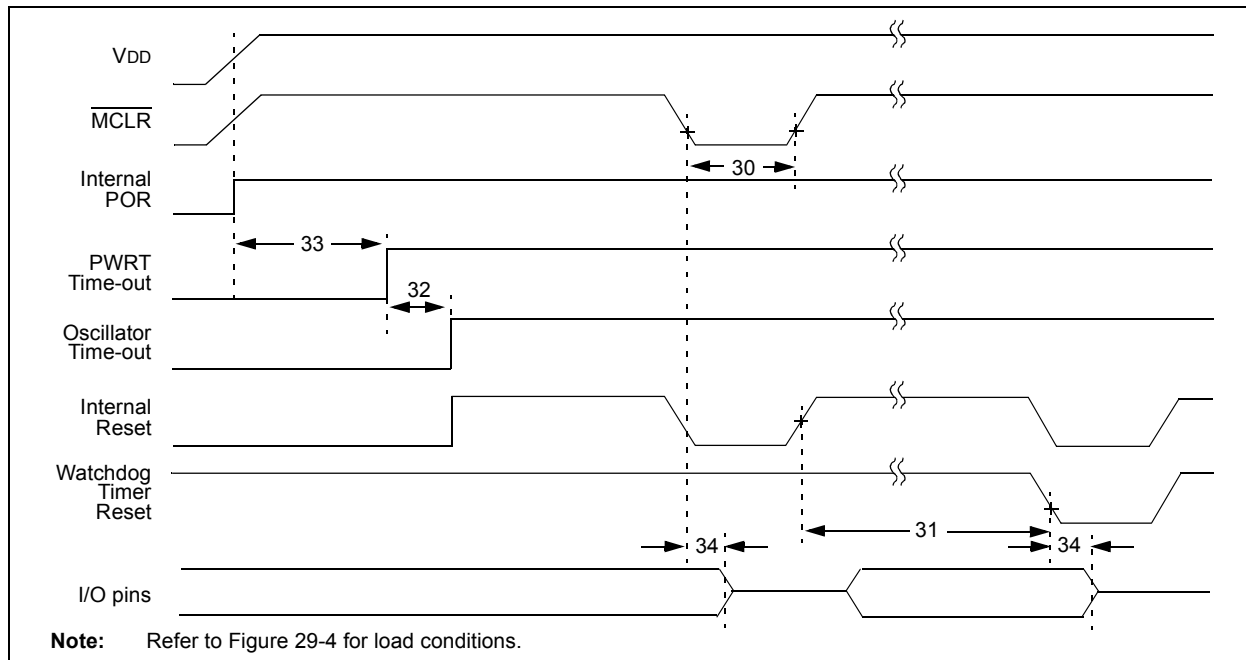 VDD
MCLR
30
Internal
POR
33
PWRT
Time-out
32
Oscillator
Time-out
Internal
Reset
Watchdog
Timer
Reset
31
34
34
I/O pins
Note: Refer to Figure 29-4 for load conditions.